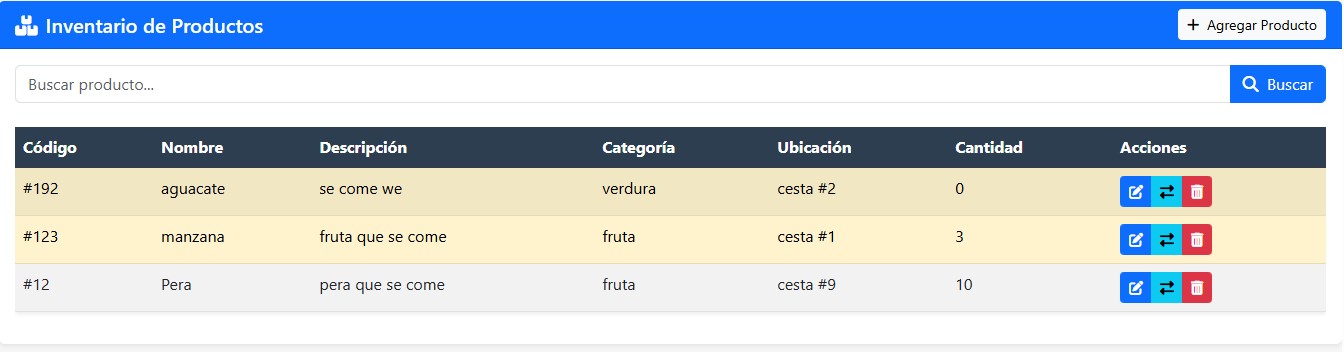 Inventario de Productos
+ Agregar Producto
Buscar producto...
Buscar
Código Nombre Descripción Categoría Ubicación Cantidad Acciones
#192 aguacate se come we verdura cesta #2 0
#123 manzana fruta que se come fruta cesta #1 3
#12 Pera pera que se come fruta cesta #9 10